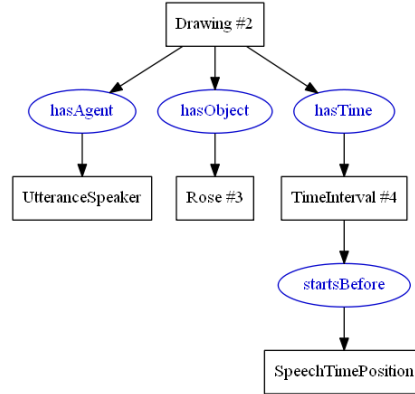 Drawing #2
hasAgent
hasObject
hasTime
UtteranceSpeaker
Rose #3
TimeInterval #4
startsBefore
SpeechTimePosition